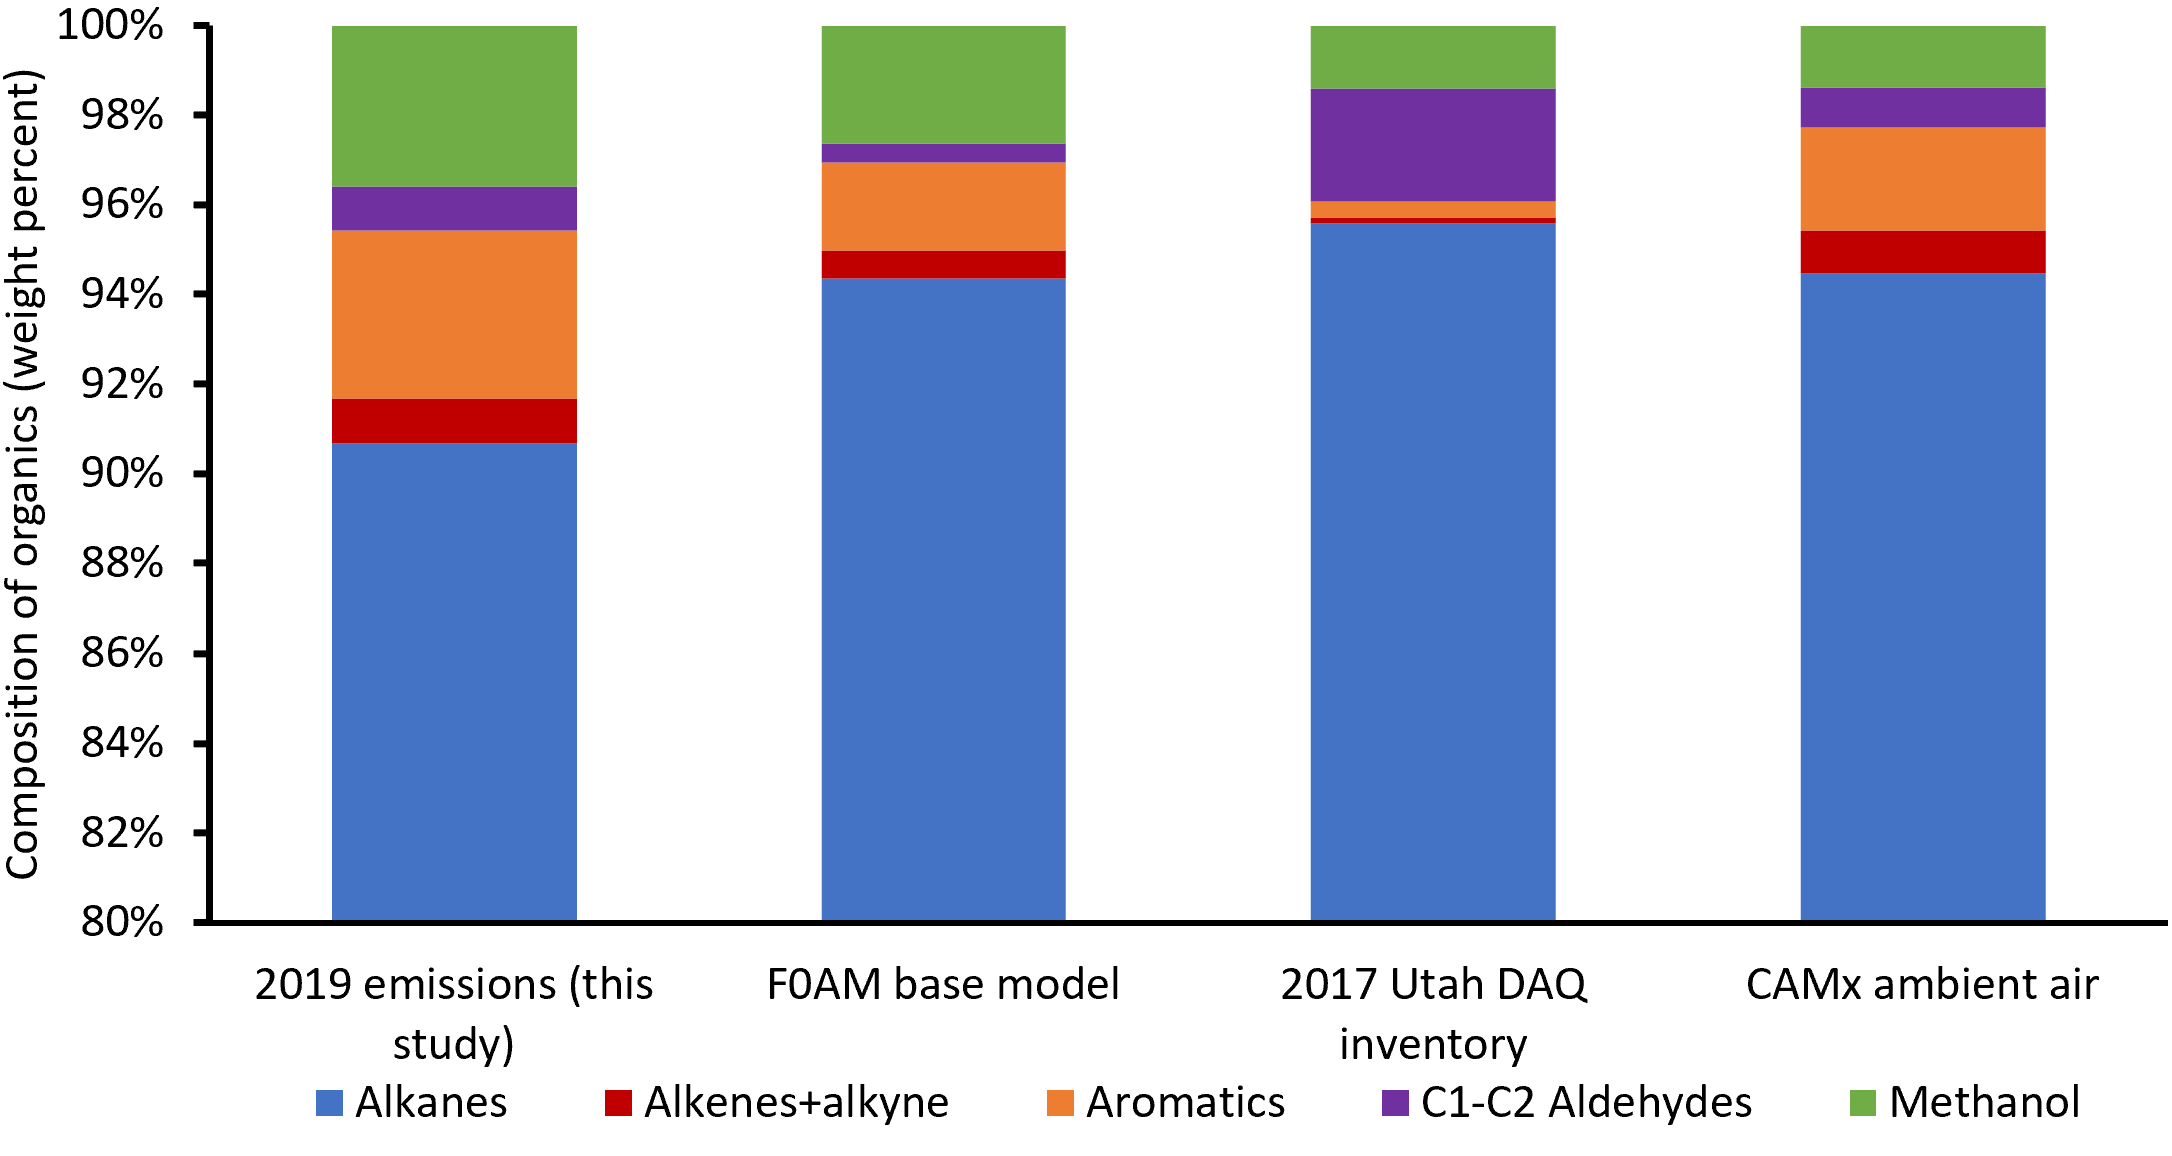 Composition of organics (weight percent)
100%
98%
96%
94%
92%
90%
88%
86%
84%
82%
80%
2019 emissions (this
study)
F0AM base model
2017 Utah DAQ
inventory
CAMx ambient air
Alkanes
Alkenes+alkyne
Aromatics
C1-C2 Aldehydes
Methanol